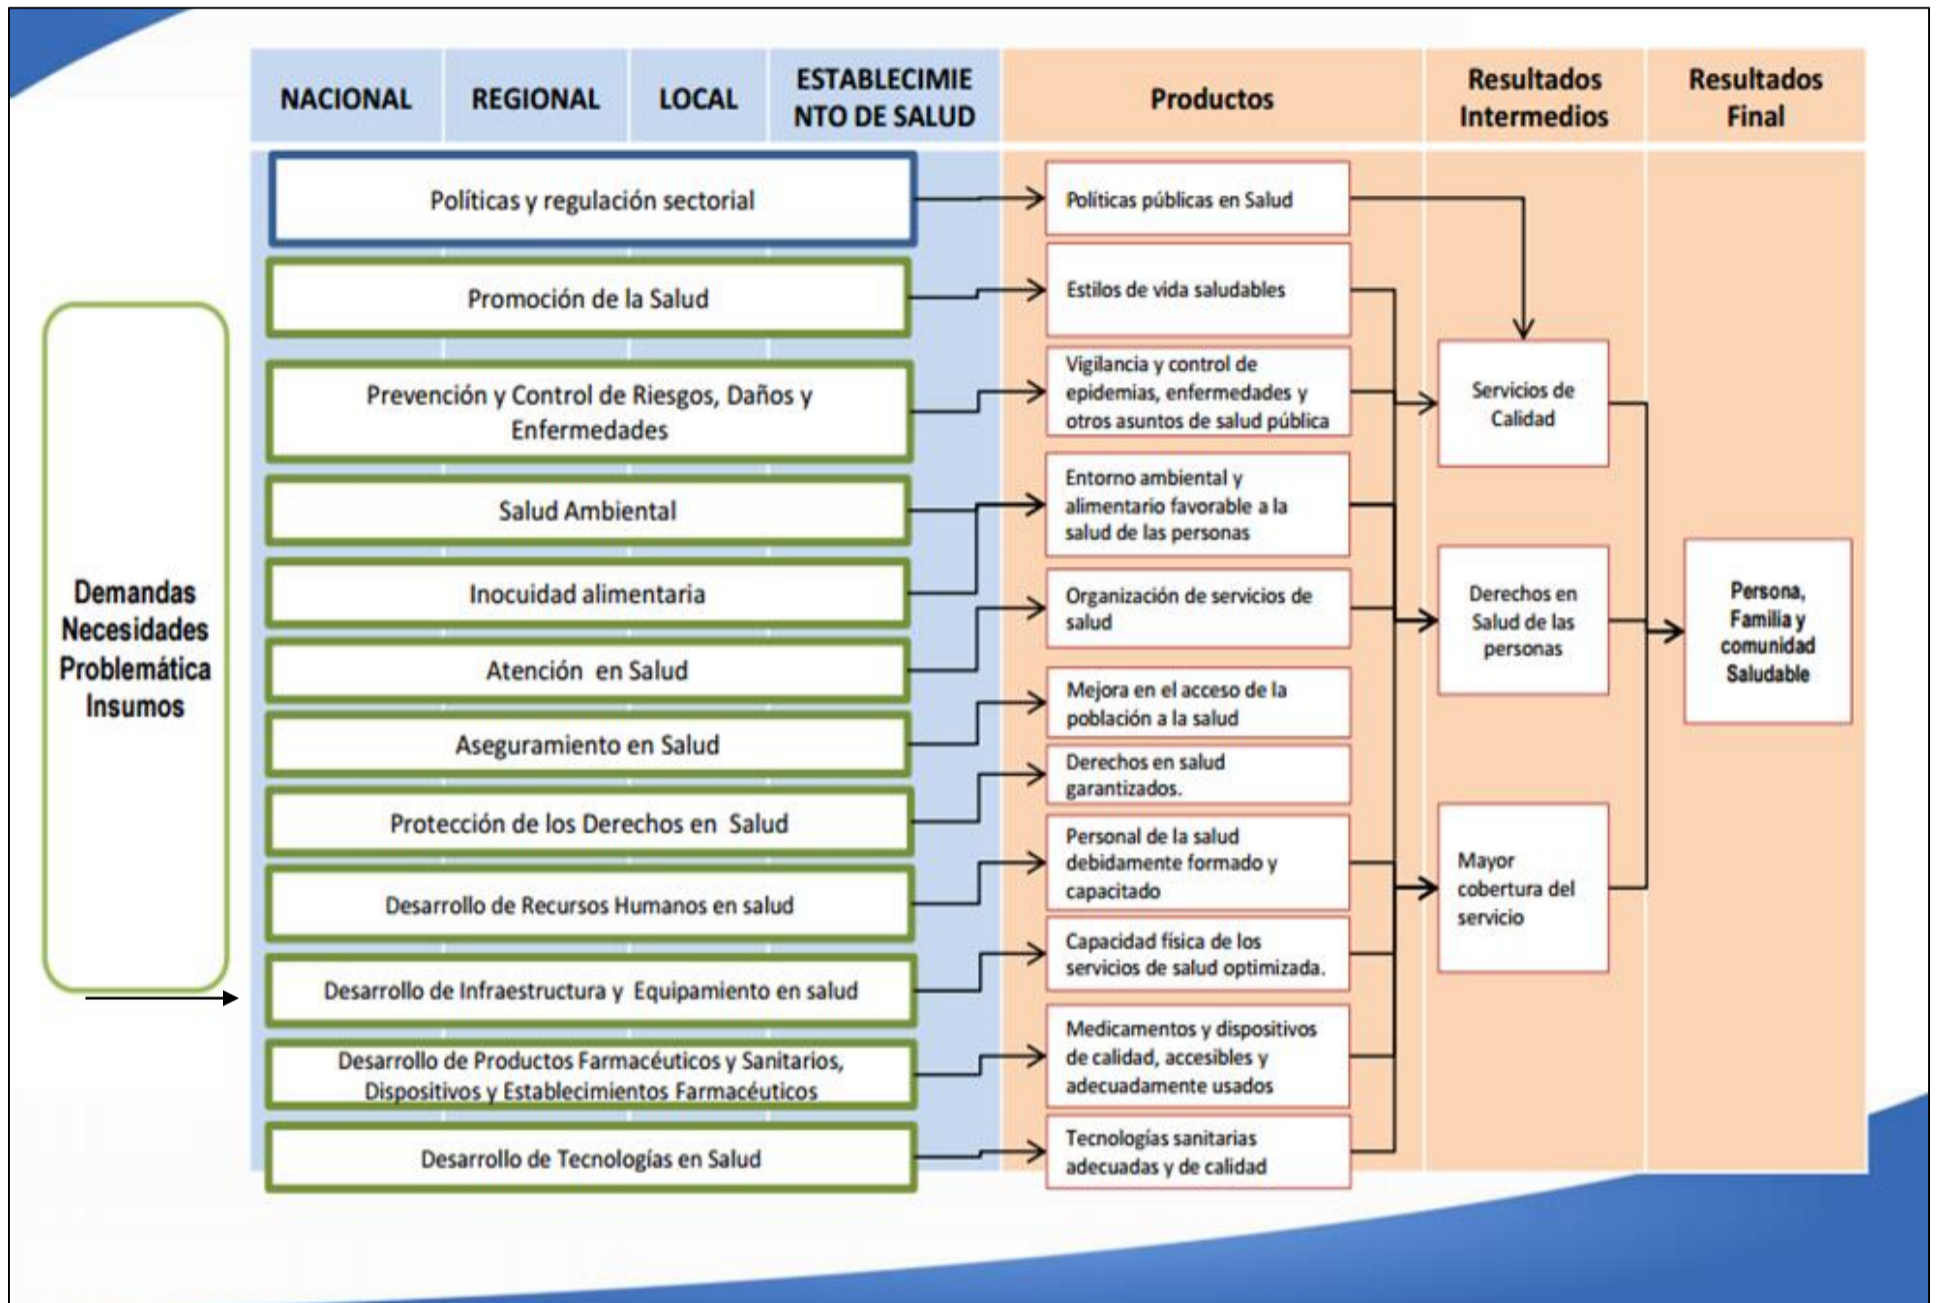 NACIONAL
REGIONAL
LOCAL
ESTABLECIMIE
NTO DE SALUD
Productos
Resultados
Intermedios
Resultados
Final
Demandas
Necesidades
Problemática
Insumos
Políticas y regulación sectorial
Promoción de la Salud
Prevención y Control de Riesgos, Daños y
Enfermedades
Salud Ambiental
Inocuidad alimentaria
Atención en Salud
Aseguramiento en Salud
Protección de los Derechos en Salud
Desarrollo de Recursos Humanos en salud
Desarrollo de Infraestructura y Equipamiento en salud
Desarrollo de Productos Farmacéuticos y Sanitarios,
Dispositivos y Establecimientos Farmacéuticos
Desarrollo de Tecnologías en Salud
Políticas públicas en Salud
Estilos de vida saludables
Vigilancia y control de
epidemias, enfermedades y
otros asuntos de salud pública
Entorno ambiental y
alimentario favorable a la
salud de las personas
Organización de servicios de
salud
Mejora en el acceso de la
población a la salud
Derechos en salud
garantizados.
Personal de la salud
debidamente formado y
capacitado
Capacidad física de los
servicios de salud optimizada.
Medicamentos y dispositivos
de calidad, accesibles y
adecuadamente usados
Tecnologías sanitarias
adecuadas y de calidad
Servicios de
Calidad
Derechos en
Salud de las
personas
Mayor
cobertura del
servicio
Persona,
Familia y
comunidad
Saludable